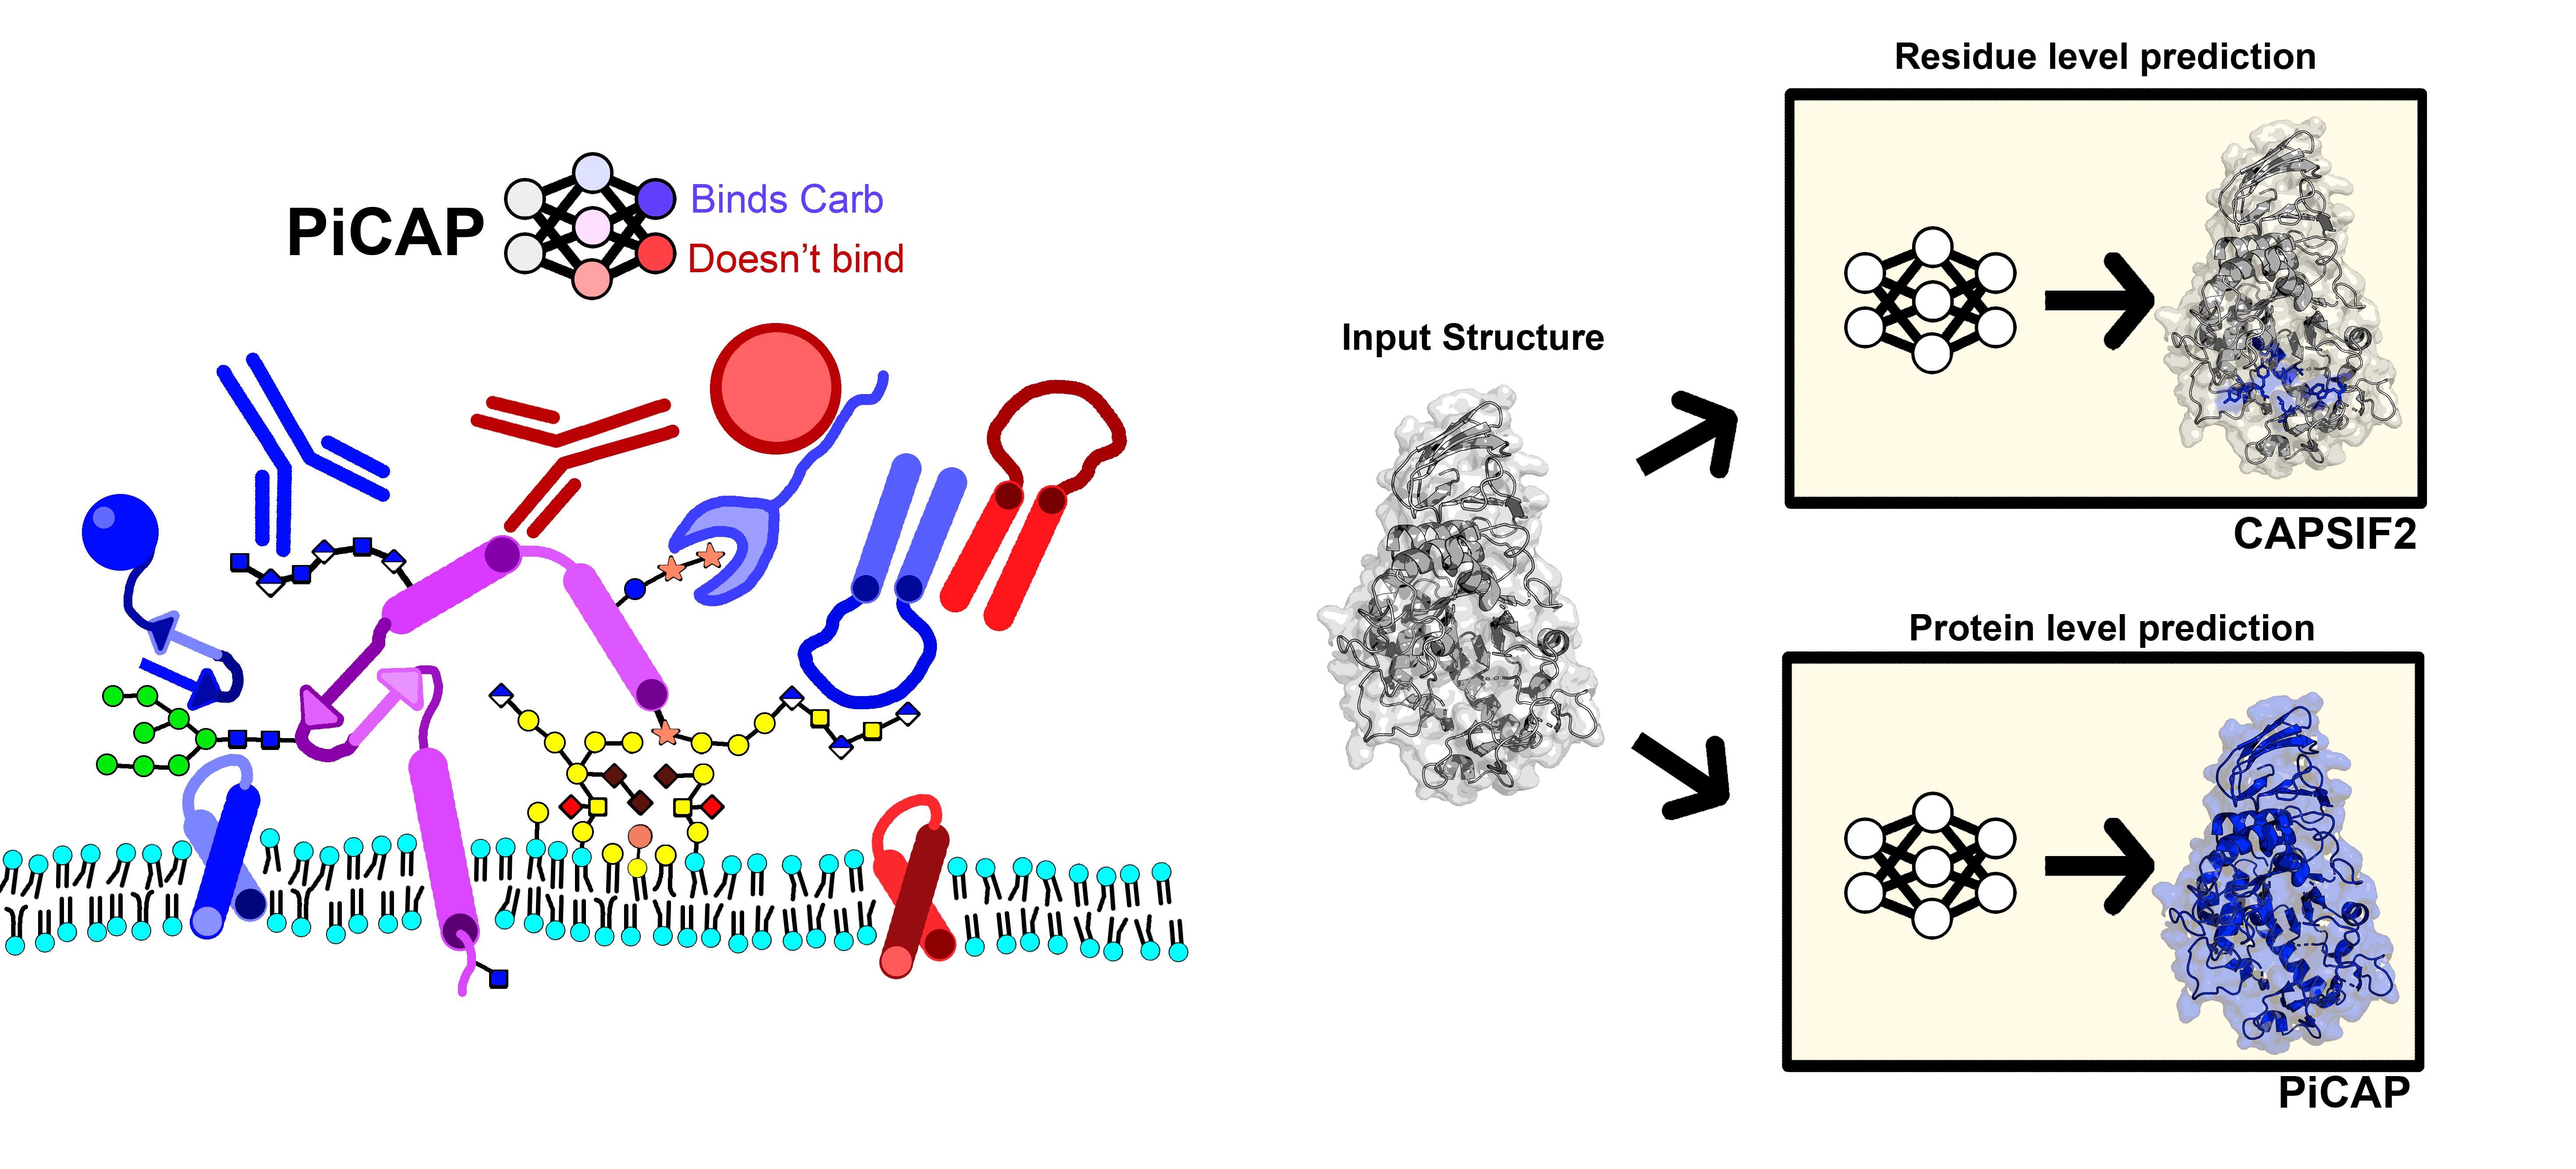 PiCAP
Binds Carb
Doesn’t bind
Input Structure
Residue level prediction
CAPSIF2
Protein level prediction
PiCAP